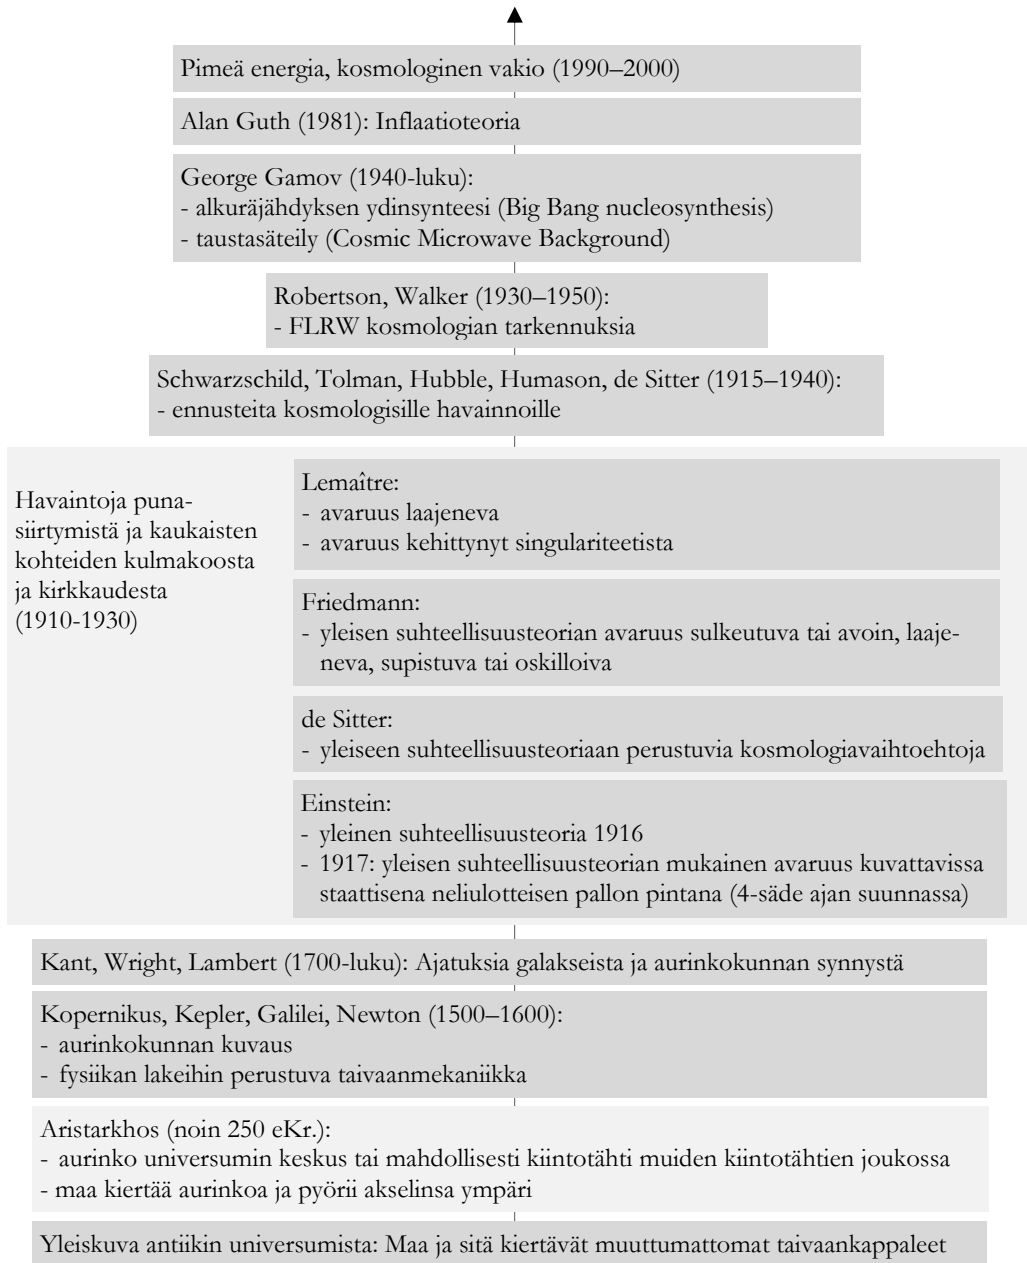 Pimeä energia, kosmologinen vakio (1990–2000)
Alan Guth (1981): Inflaatioteoria
George Gamov (1940-luku):
- alkuräjähdyksen ydinsynteesi (Big Bang nucleosynthesis)
- taustasäteily (Cosmic Microwave Background)
Robertson, Walker (1930–1950):
- FLRW kosmologian tarkennuksia
Schwarzschild, Tolman, Hubble, Humason, de Sitter (1915–1940):
- ennusteita kosmologisille havainnoille
Havaintoja puna-
siirtymistä ja kaukaisten
kohteiden kulmakoosta
ja kirkkaudesta
(1910-1930)
Lemaître:
- avaruus laajeneva
- avaruus kehittynyt singulariteetista
Friedmann:
- yleisen suhteellisuusteorian avaruus sulkeutuva tai avoin, laaje-
neva, supistuva tai oskilloiva
de Sitter:
- yleiseen suhteellisuusteoriaan perustuvia kosmologiavaihtoehtoja
Einstein:
- yleinen suhteellisuusteoria 1916
- 1917: yleisen suhteellisuusteorian mukainen avaruus kuvattavissa
staattisena neliulotteisen pallon pintana (4-säde ajan suunnassa)
Kant, Wright, Lambert (1700-luku): Ajatuksia galakseista ja aurinkokunnan synnystä
Kopernikus, Kepler, Galilei, Newton (1500–1600):
- aurinkokunnan kuvaus
- fysiikan lakeihin perustuva taivaanmekaniikka
Aristarkhos (noin 250 eKr.):
- aurinko universumin keskus tai mahdollisesti kiintotähti muiden kiintotähtien joukossa
- maa kiertää aurinkoa ja pyörii akselinsa ympäri
Yleiskuva antiikin universumista: Maa ja sitä kiertävät muuttumattomat taivaankappaleet